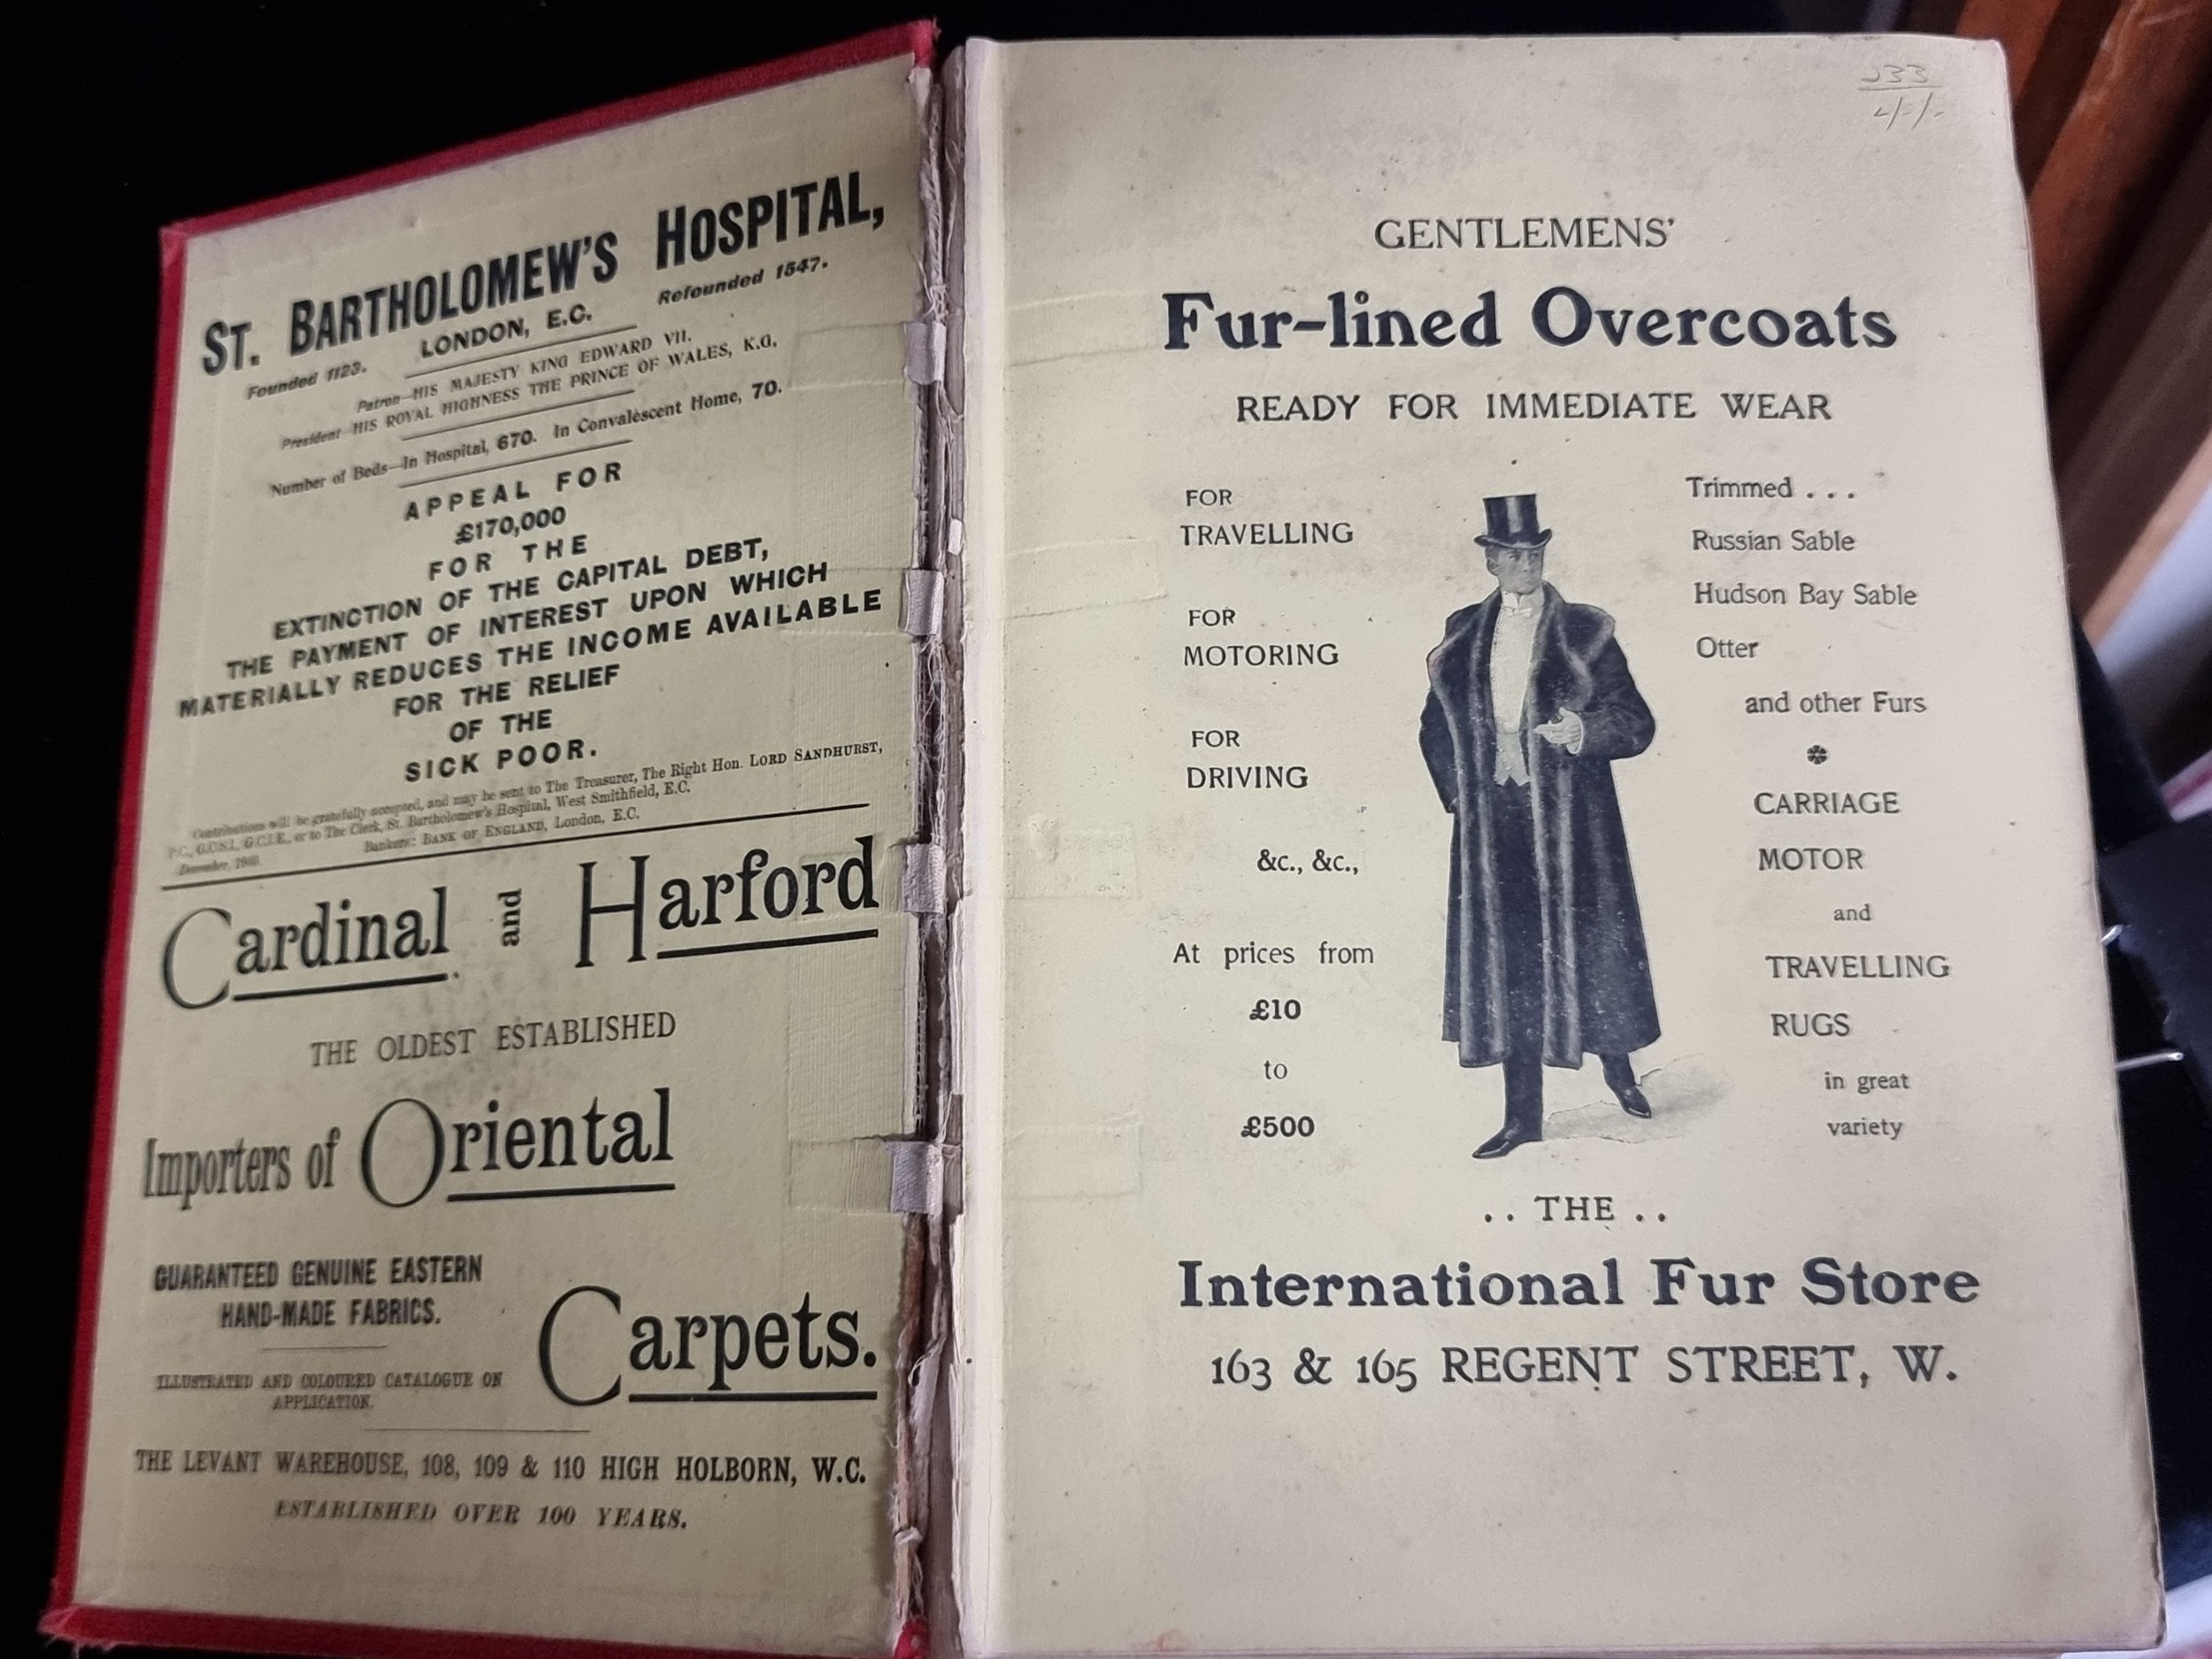 ST. BARTHOLOMEW'S HOSPITAL,
Founded 1123. LONDON, E.C. Refounded 1547.
Patron—HIS MAJESTY KING EDWARD VII.
President—HIS ROYAL HIGHNESS THE PRINCE OF WALES, K.G.
Number of Beds—In Hospital, 670. In Convalescent Home, 70.
APPEAL FOR
£170,000
FOR THE
EXTINCTION OF THE CAPITAL DEBT,
THE PAYMENT OF INTEREST UPON WHICH
MATERIALLY REDUCES THE INCOME AVAILABLE
FOR THE RELIEF
OF THE
SICK POOR.
Contributions will be gratefully accepted, and may be sent to The Treasurer, The Right Hon. LORD SANDHURST,
P.C., G.C.S.I., G.C.I.E., or to The Clerk, St. Bartholomew's Hospital, West Smithfield, E.C.
Bankers: BANK OF ENGLAND, London, E.C.
December,
Cardinal and Harford
THE OLDEST ESTABLISHED
Importers of Oriental
GUARANTEED GENUINE EASTERN
HAND-MADE FABRICS.
Carpets.
ILLUSTRATED AND COLOURED CATALOGUE ON
APPLICATION.
THE LEVANT WAREHOUSE, 108, 109 & 110 HIGH HOLBORN, W.C.
ESTABLISHED OVER 100 YEARS.
GENTLEMENS'
Fur-lined Overcoats
READY FOR IMMEDIATE WEAR
FOR
TRAVELLING
FOR
MOTORING
FOR
DRIVING
&c., &c.,
At prices from
£10
to
£500
Trimmed . . .
Russian Sable
Hudson Bay Sable
Otter
and other Furs
CARRIAGE
MOTOR
and
TRAVELLING
RUGS
in great
variety
. . THE . .
International Fur Store
163 & 165 REGENT STREET, W.